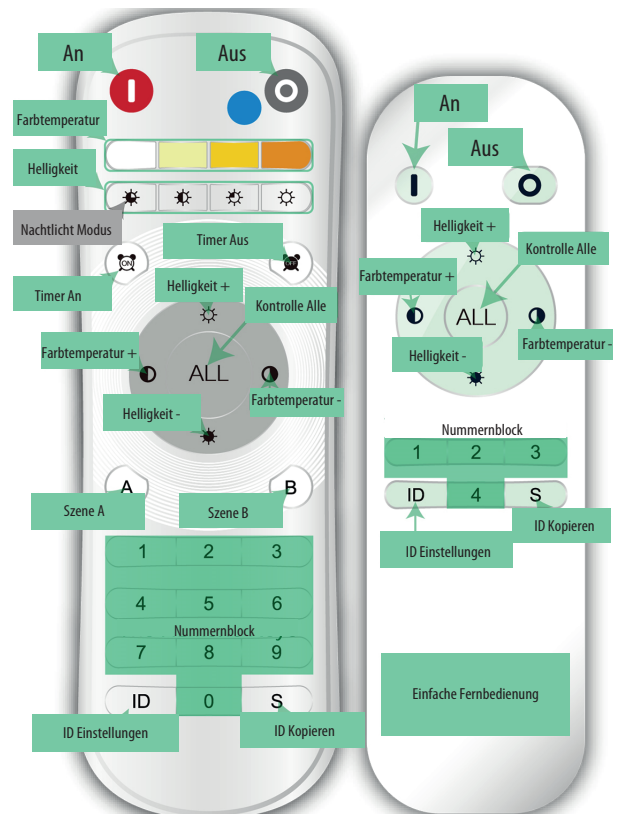 An
Aus
Farbtemperatur
Helligkeit
Nachtlicht Modus
Timer Aus
ON
Timer An
Helligkeit +
Kontrolle Alle
Farbtemperatur +
ALL
Farbtemperatur -
Helligkeit -
A
B
Szene A
Szene B
1 2 3
4 5 6
Nummernblock
7 8 9
ID 0 S
ID Einstellungen
ID Kopieren
An
Aus
Helligkeit +
Kontrolle Alle
Farbtemperatur +
ALL
Farbtemperatur -
Helligkeit -
Nummernblock
1 2 3
ID 4 S
ID Kopieren
ID Einstellungen
Einfache Fernbedienung